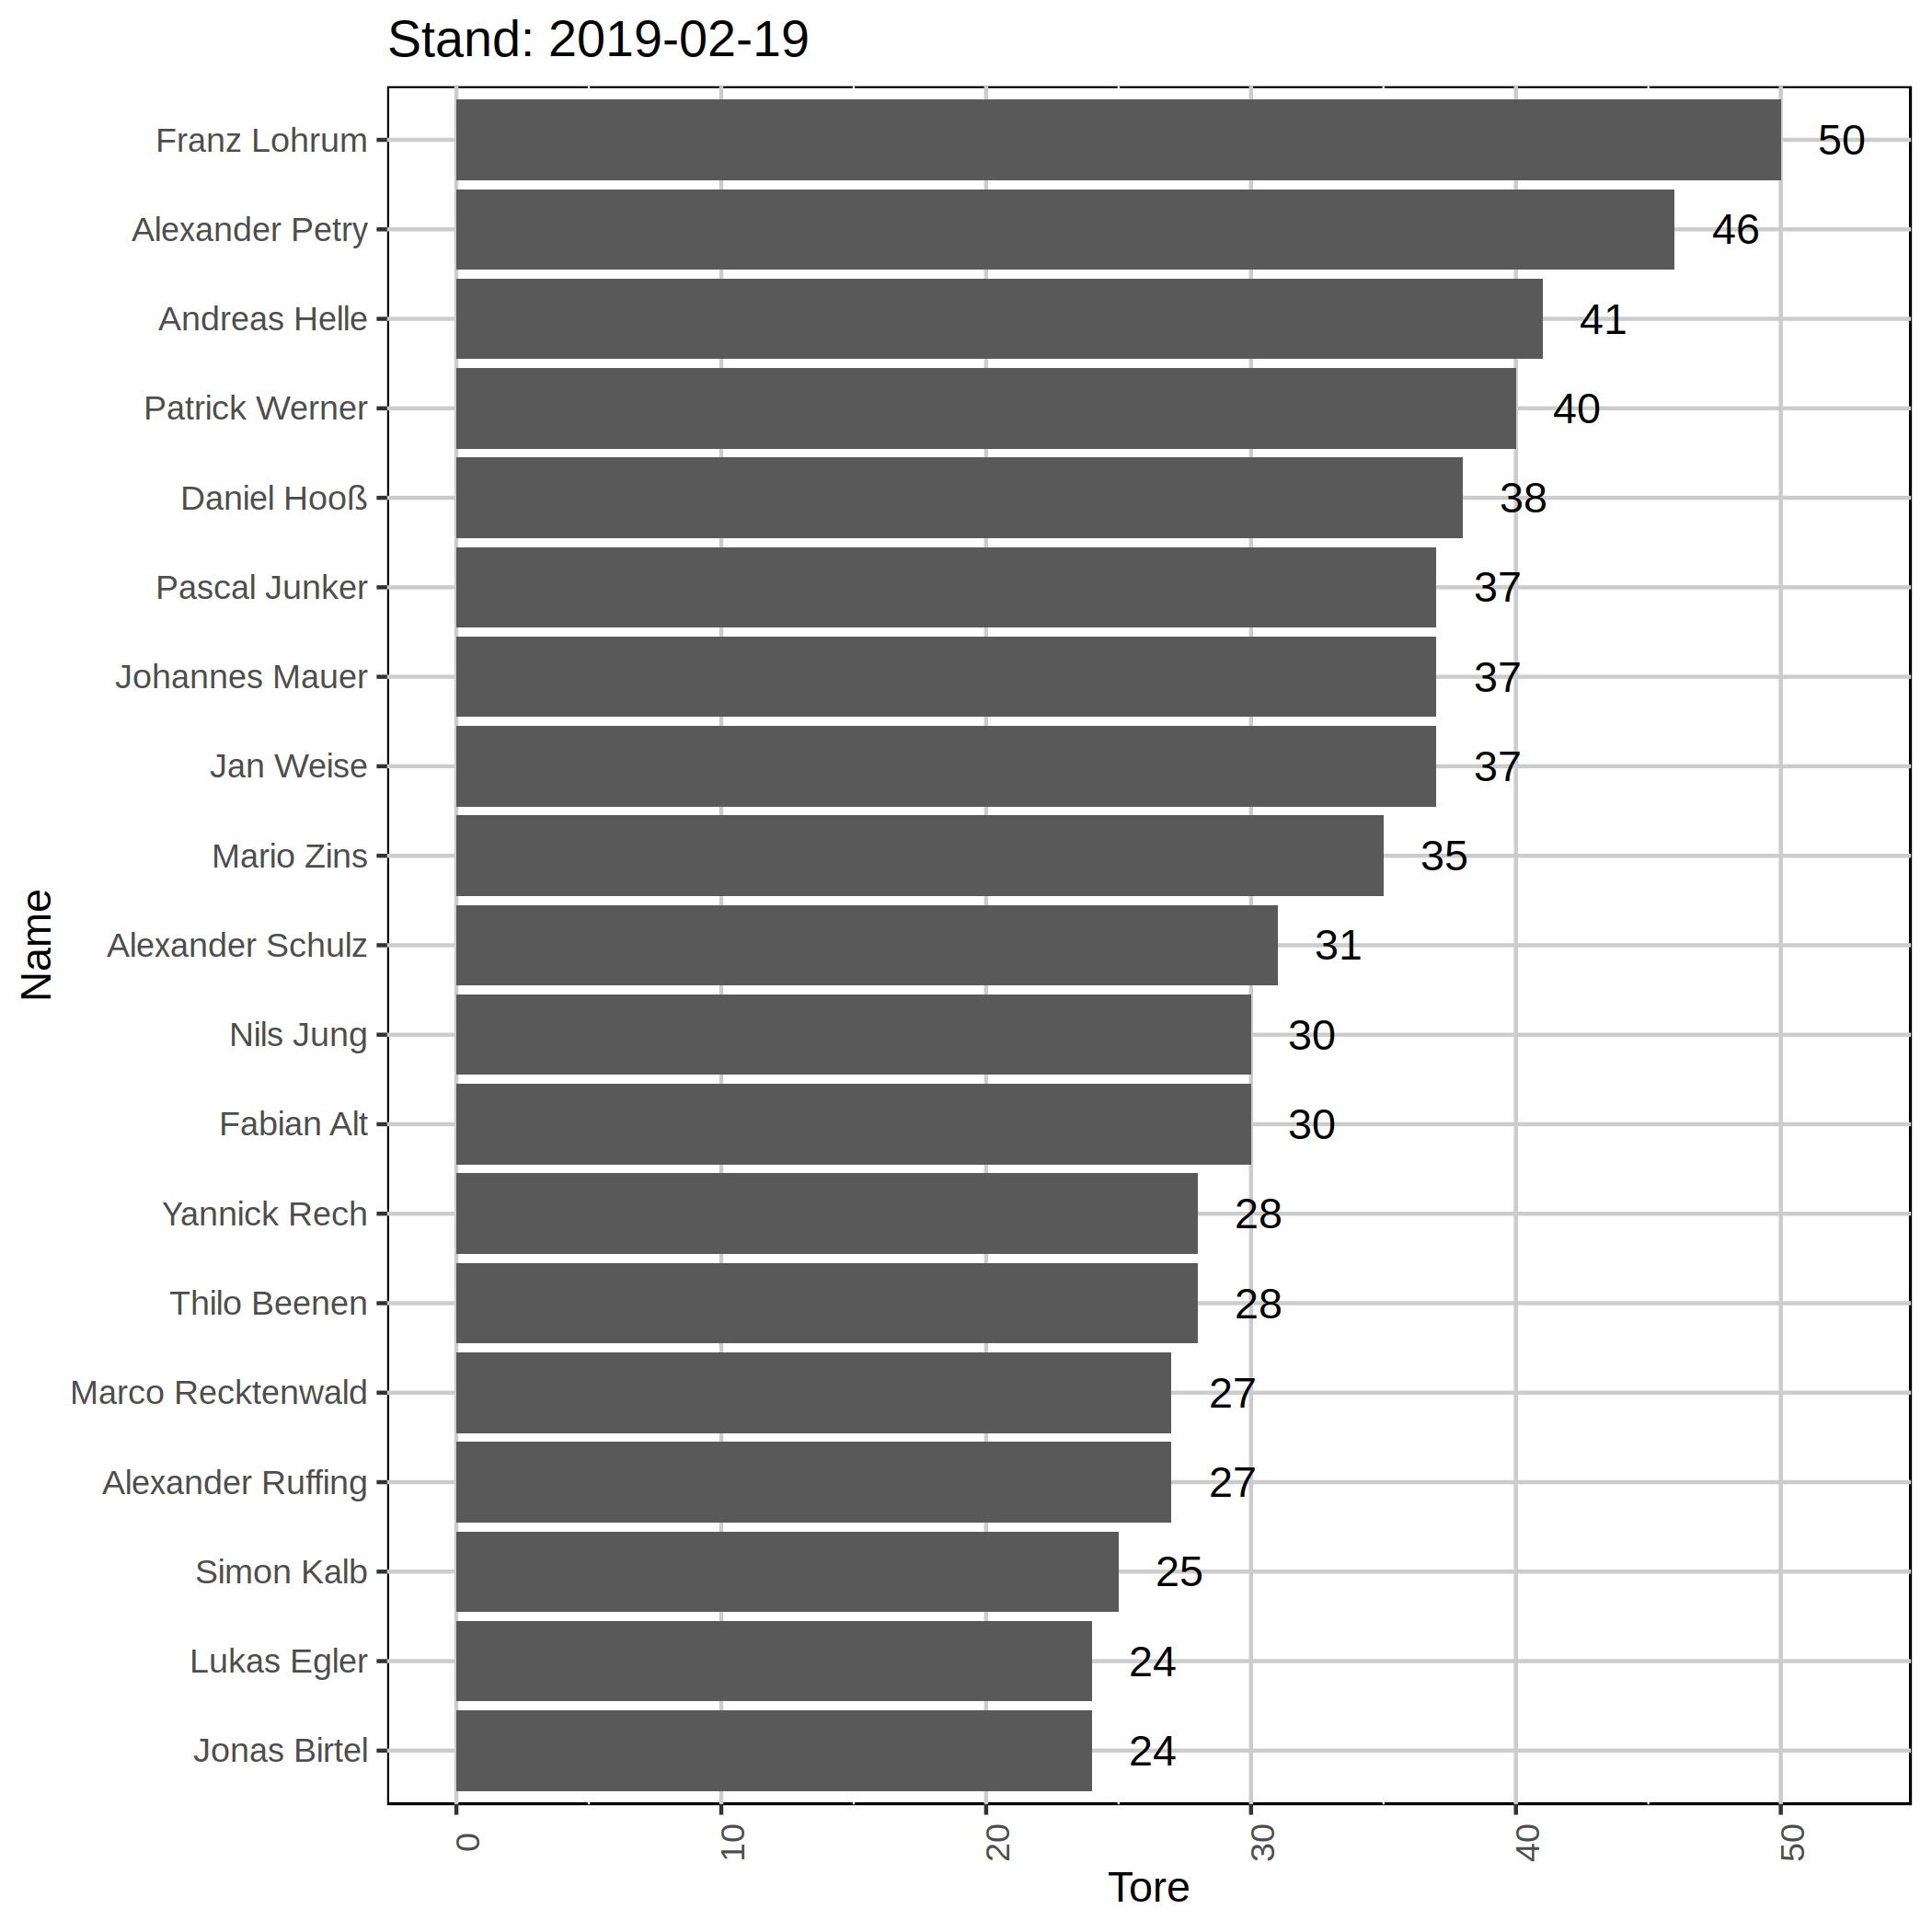 Stand: 2019-02-19
Franz Lohrum 50
Alexander Petry 46
Andreas Helle 41
Patrick Werner 40
Daniel Hooß 38
Pascal Junker 37
Johannes Mauer 37
Jan Weise 37
Mario Zins 35
Alexander Schulz 31
Nils Jung 30
Fabian Alt 30
Yannick Rech 28
Thilo Beenen 28
Marco Recktenwald 27
Alexander Ruffing 27
Simon Kalb 25
Lukas Egler 24
Jonas Birtel 24
Name
0 10 20 30 40 50
Tore